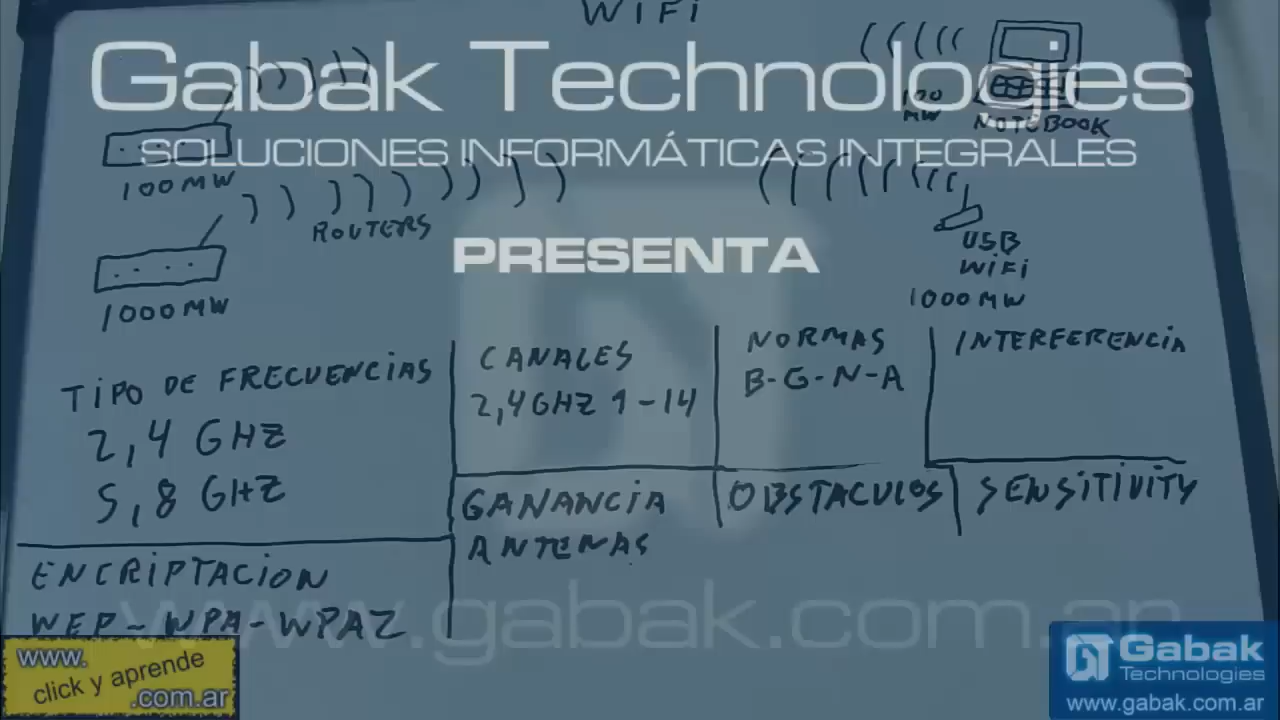 WIFI
Gabak Technologies
SOLUCIONES INFORMÁTICAS INTEGRALES
100 MW
NOTEBOOK
100MW
ROUTERS
PRESENTA
USB
WIFI
1000MW
1000MW
TIPO DE FRECUENCIAS
2,4 GHZ
5,8 GHZ
CANALES
2,4GHZ 1-14
NORMAS
B-G-N-A
INTERFERENCIA
GANANCIA
ANTENAS
OBSTACULOS
SENSITIVITY
ENCRIPTACION
WEP-WPA-WPA2
www.gabak.com.ar
www.
click y aprende
.com.ar
Gabak
Technologies
www.gabak.com.ar